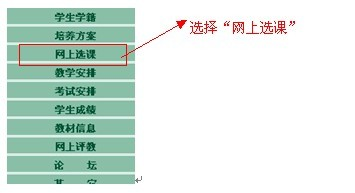 学生学籍
培养方案
网上选课
选择“网上选课”
教学安排
考试安排
学生成绩
教材信息
网上评教
论 坛